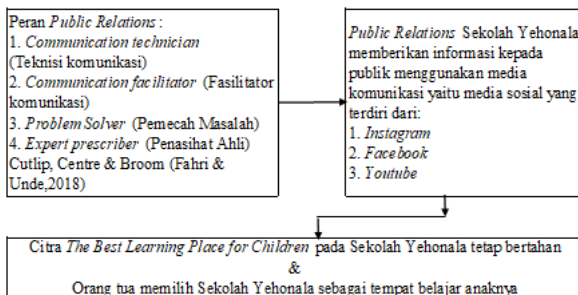 Peran Public Relations :
1. Communication technician
(Teknisi komunikasi)
2. Communication facilitator (Fasilitator
komunikasi)
3. Problem Solver (Pemecah Masalah)
4. Expert prescriber (Penasihat Ahli)
Cutlip, Centre & Broom (Fahri &
Unde,2018)
Public Relations Sekolah Yehonala
memberikan informasi kepada
publik menggunakan media
komunikasi yaitu media sosial yang
terdiri dari:
1. Instagram
2. Facebook
3. Youtube
Citra The Best Learning Place for Children pada Sekolah Yehonala tetap bertahan
&
Orang tua memilih Sekolah Yehonala sebagai tempat belajar anaknya